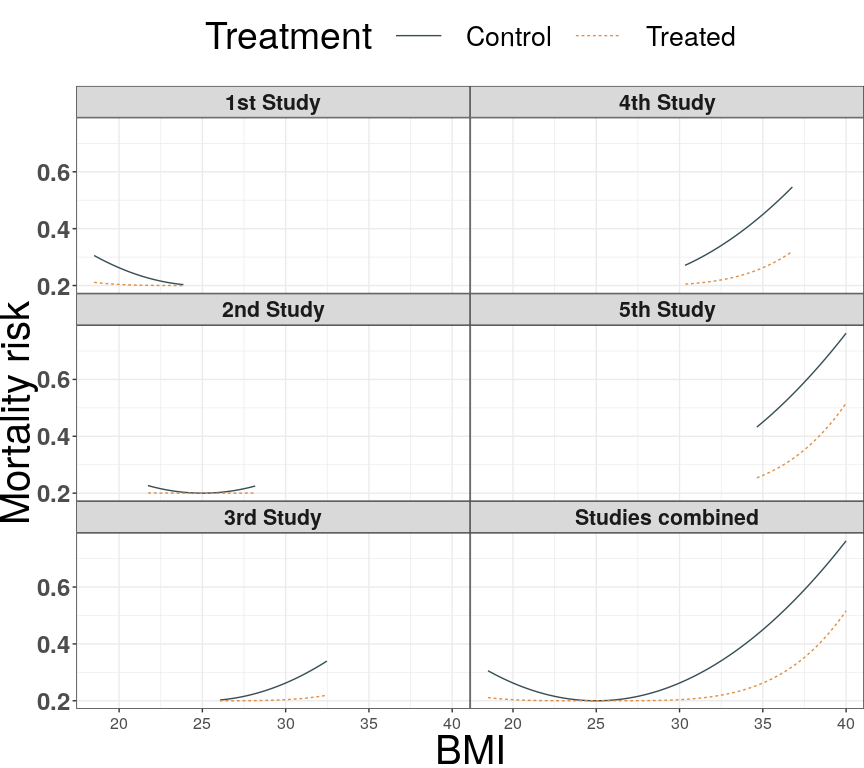 Treatment Control Treated
1st Study 4th Study
0.6
0.4
0.2
2nd Study 5th Study
0.6
0.4
0.2
3rd Study Studies combined
0.6
0.4
0.2
20 25 30 35 40 20 25 30 35 40
Mortality risk
BMI